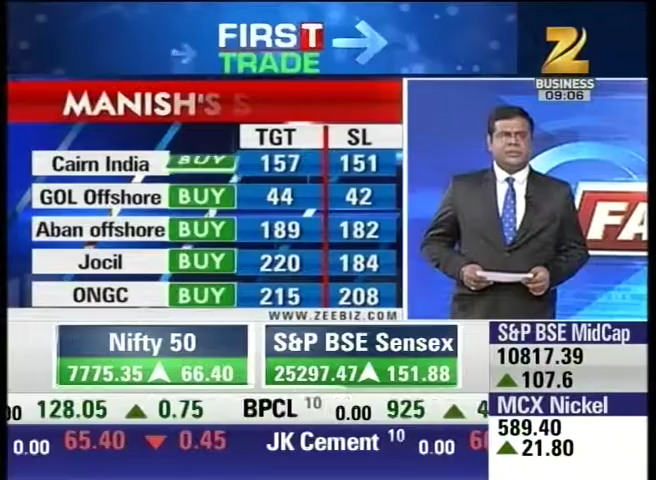 FIRST
TRADE
Z
BUSINESS
09:06
MANISH'S S
TGT SL
Cairn India BUY 157 151
GOL Offshore BUY 44 42
Aban offshore BUY 189 182
Jocil BUY 220 184
ONGC BUY 215 208
FA
WWW.ZEEBIZ.COM
Nifty 50
7775.35 66.40
S&P BSE Sensex
25297.47 151.88
S&P BSE MidCap
10817.39
107.6
MCX Nickel
589.40
21.80
00 128.05 0.75 BPCL 10 0.00 925 4
0.00 65.40 0.45 JK Cement 10 0.00